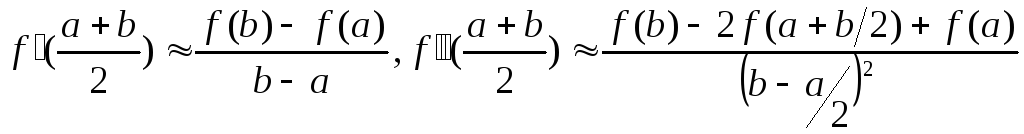 f▯(a + b / 2) ≈ f(b) - f(a) / b - a, f▯▯▯(a + b / 2) ≈ f(b) - 2f(a + b/2) + f(a) / (b - a/2)²